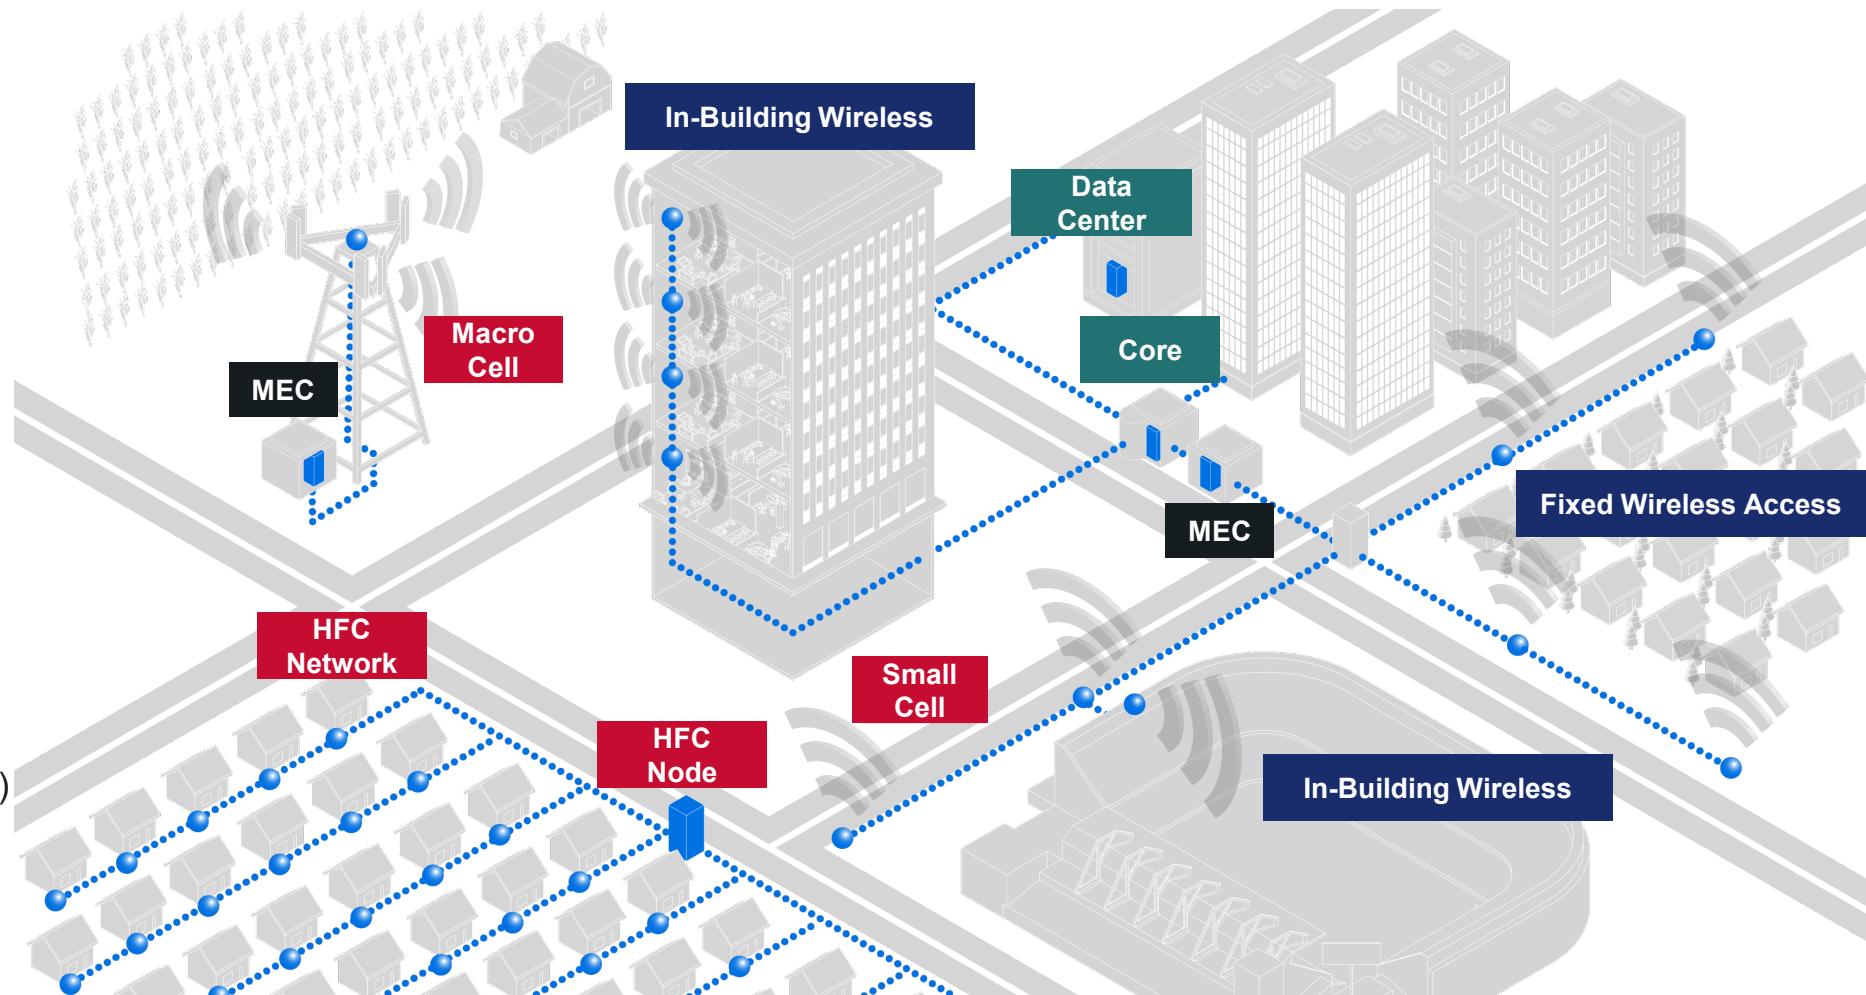 In-Building Wireless
Data
Center
Macro
Cell
Core
MEC
Fixed Wireless Access
MEC
HFC
Network
Small
Cell
HFC
Node
In-Building Wireless
)